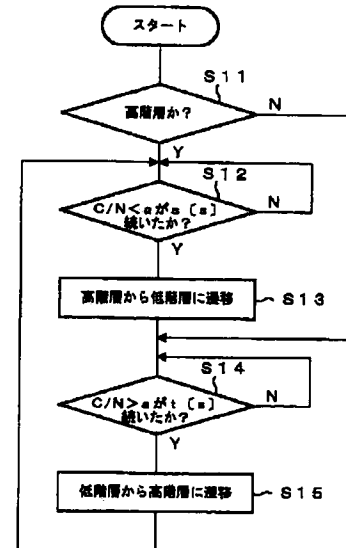 スタート
S11
高階層か?
N
Y
S12
C/N<aがs〔s〕
続いたか?
N
Y
高階層から低階層に遷移
S13
S14
C/N>aがt〔s〕
続いたか?
N
Y
低階層から高階層に遷移
S15